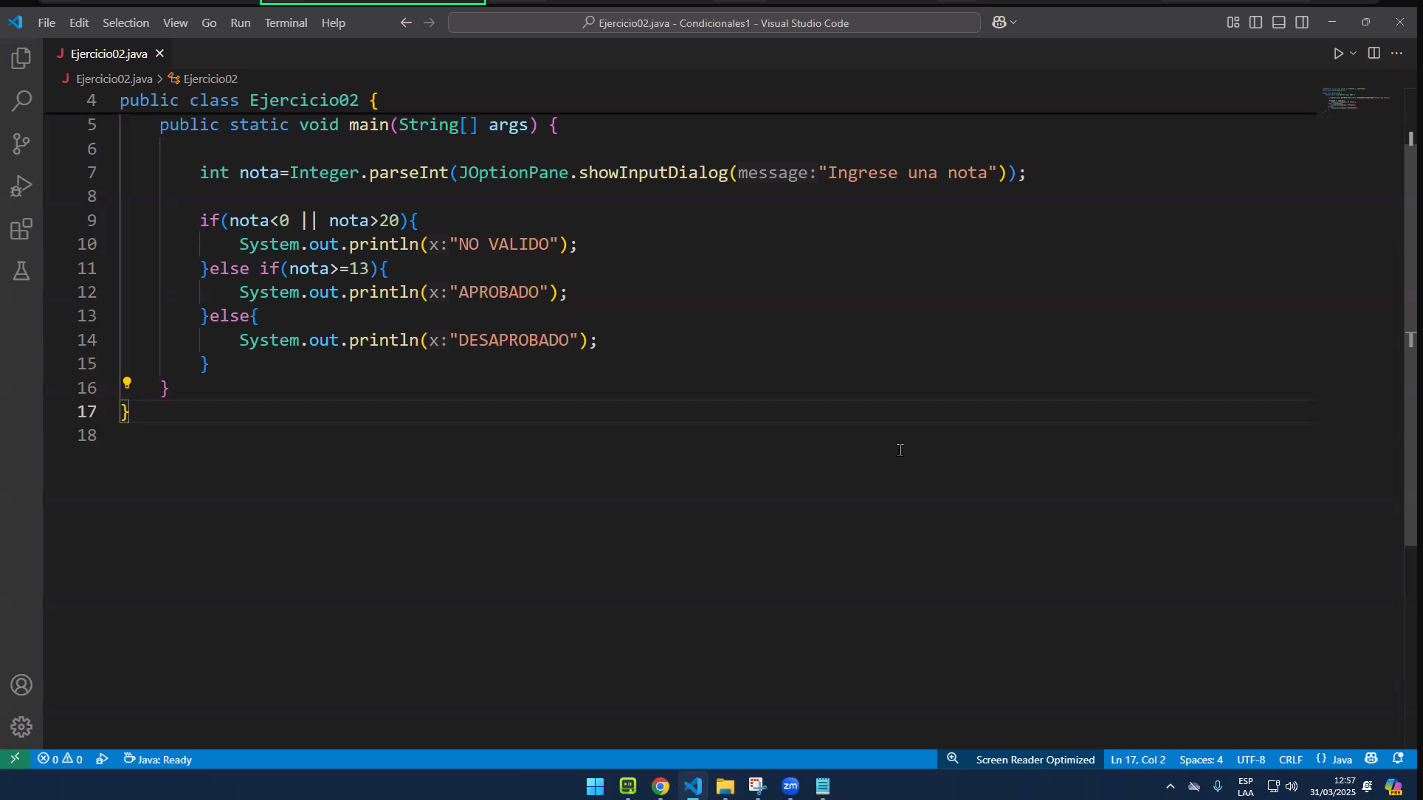 File Edit Selection View Go Run Terminal Help
Ejercicio02.java - Condicionales1 - Visual Studio Code
J Ejercicio02.java
J Ejercicio02.java > Ejercicio02
4 public class Ejercicio02 {
5 public static void main(String[] args) {
6
7 int nota=Integer.parseInt(JOptionPane.showInputDialog(message:"Ingrese una nota"));
8
9 if(nota<0 || nota>20){
10 System.out.println(x:"NO VALIDO");
11 }else if(nota>=13){
12 System.out.println(x:"APROBADO");
13 }else{
14 System.out.println(x:"DESAPROBADO");
15 }
16 }
17 }
18
0 0 Java: Ready Screen Reader Optimized Ln 17, Col 2 Spaces: 4 UTF-8 CRLF {} Java
zm
ESP
LAA
12:57
31/03/2025